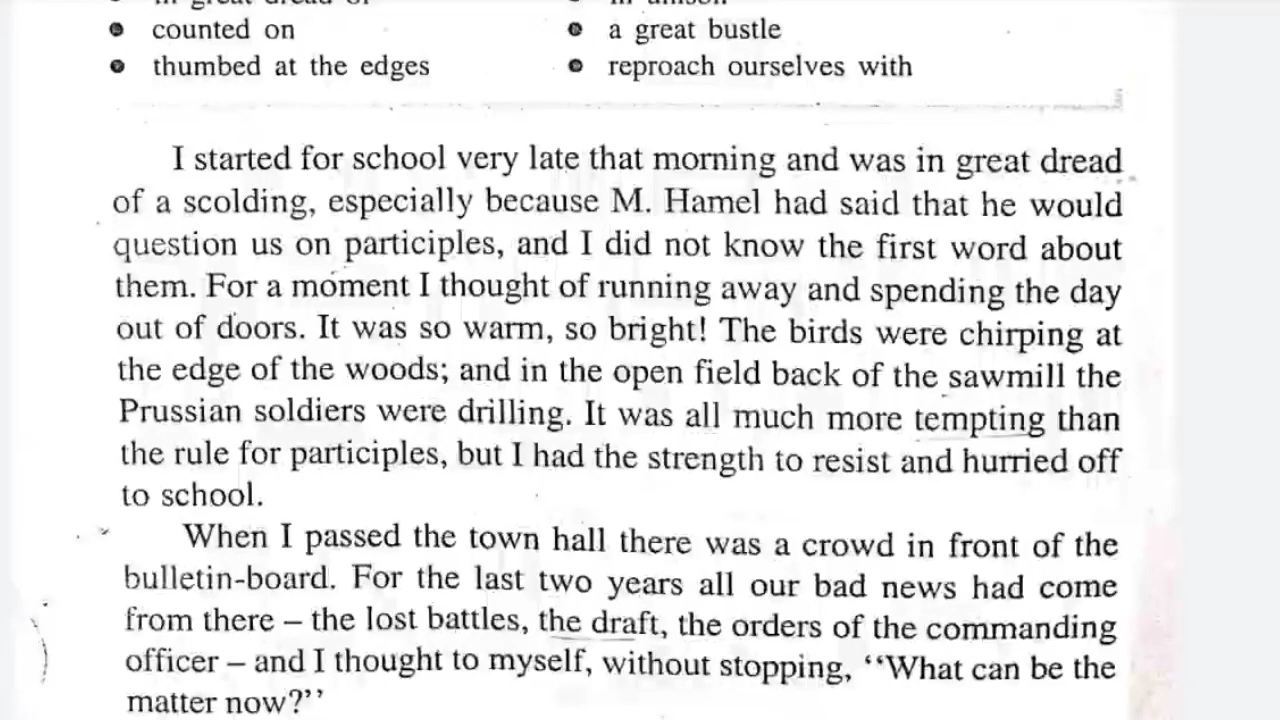 in great dread of
in unison
counted on
a great bustle
thumbed at the edges
reproach ourselves with
I started for school very late that morning and was in great dread
of a scolding, especially because M. Hamel had said that he would
question us on participles, and I did not know the first word about
them. For a moment I thought of running away and spending the day
out of doors. It was so warm, so bright! The birds were chirping at
the edge of the woods; and in the open field back of the sawmill the
Prussian soldiers were drilling. It was all much more tempting than
the rule for participles, but I had the strength to resist and hurried off
to school.
When I passed the town hall there was a crowd in front of the
bulletin-board. For the last two years all our bad news had come
from there – the lost battles, the draft, the orders of the commanding
officer – and I thought to myself, without stopping, ‘‘What can be the
matter now?’’